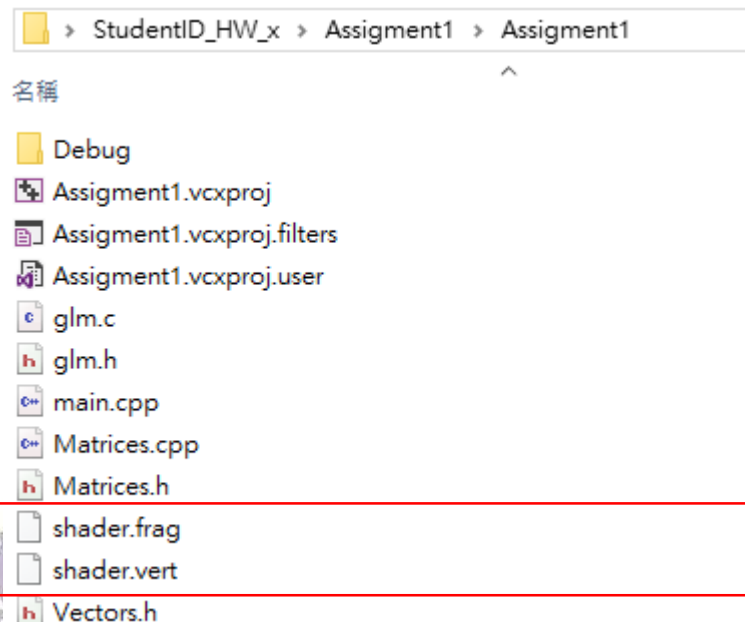 StudentID_HW_x > Assigment1 > Assigment1
名稱
Debug
Assigment1.vcxproj
Assigment1.vcxproj.filters
Assigment1.vcxproj.user
glm.c
glm.h
main.cpp
Matrices.cpp
Matrices.h
shader.frag
shader.vert
Vectors.h